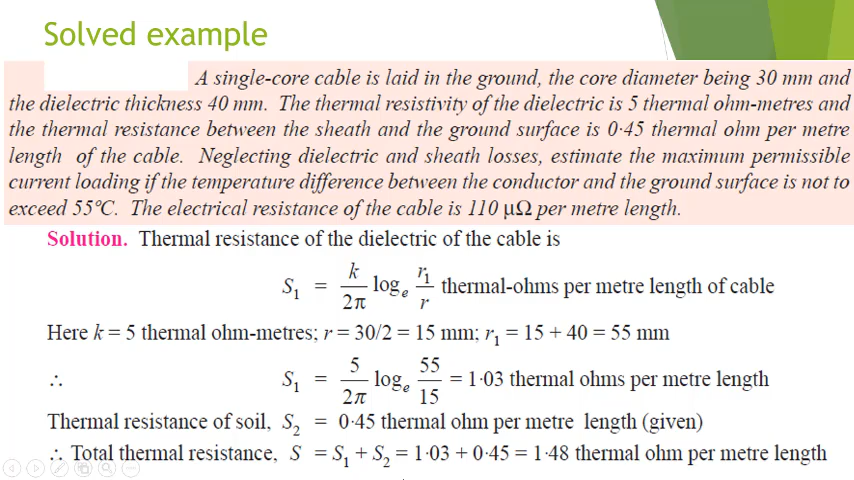 Solved example
A single-core cable is laid in the ground, the core diameter being 30 mm and
the dielectric thickness 40 mm. The thermal resistivity of the dielectric is 5 thermal ohm-metres and
the thermal resistance between the sheath and the ground surface is 0·45 thermal ohm per metre
length of the cable. Neglecting dielectric and sheath losses, estimate the maximum permissible
current loading if the temperature difference between the conductor and the ground surface is not to
exceed 55°C. The electrical resistance of the cable is 110 μΩ per metre length.
Solution. Thermal resistance of the dielectric of the cable is
S₁ = k/2π logₑ r₁/r thermal-ohms per metre length of cable
Here k = 5 thermal ohm-metres; r = 30/2 = 15 mm; r₁ = 15 + 40 = 55 mm
∴ S₁ = 5/2π logₑ 55/15 = 1·03 thermal ohms per metre length
Thermal resistance of soil, S₂ = 0·45 thermal ohm per metre length (given)
∴ Total thermal resistance, S = S₁ + S₂ = 1·03 + 0·45 = 1·48 thermal ohm per metre length